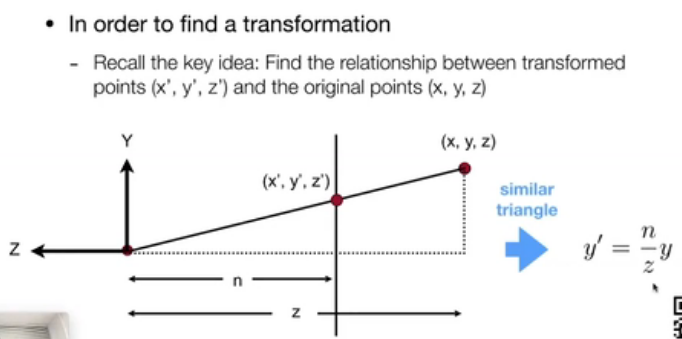 • In order to find a transformation
- Recall the key idea: Find the relationship between transformed
points (x', y', z') and the original points (x, y, z)
Y
(x, y, z)
(x', y', z')
similar
triangle
y' = n/z y
Z
n
z